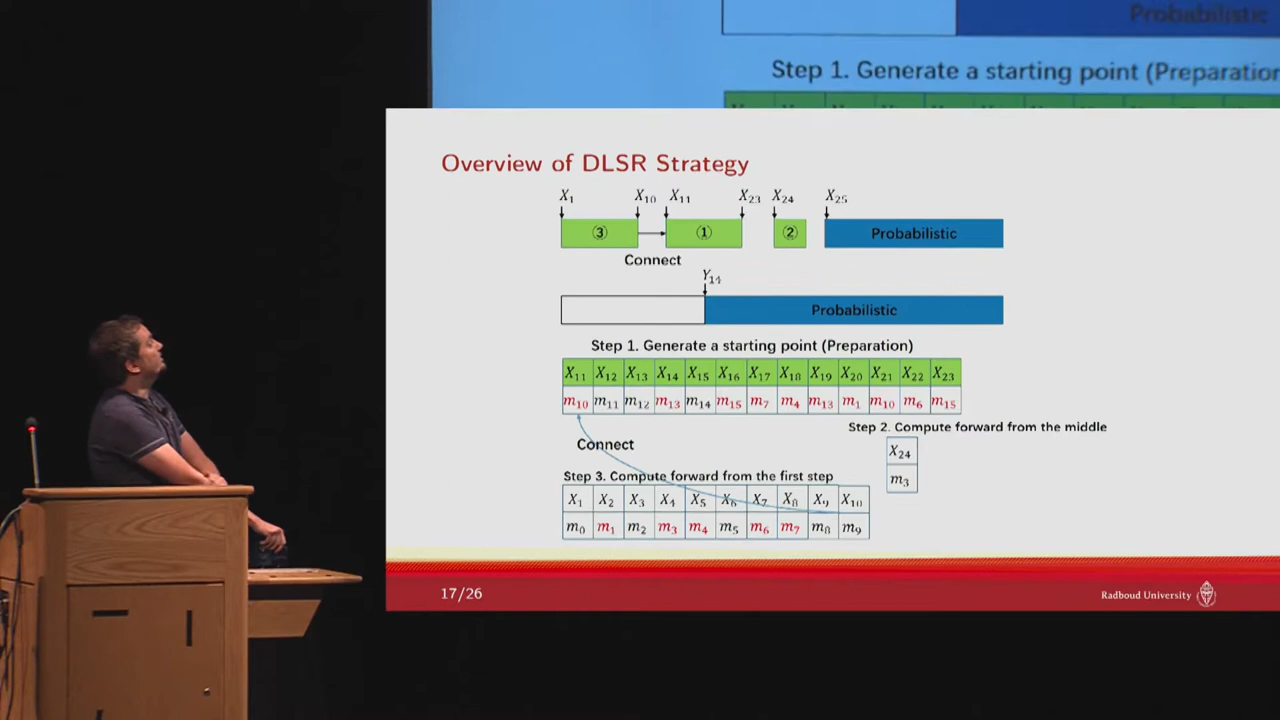 Probabilistic
Step 1. Generate a starting point (Preparation
Overview of DLSR Strategy
X₁ X₁₀ X₁₁ X₂₃ X₂₄ X₂₅
③ ① ② Probabilistic
Connect
Y₁₄
Probabilistic
Step 1. Generate a starting point (Preparation)
X₁₁ X₁₂ X₁₃ X₁₄ X₁₅ X₁₆ X₁₇ X₁₈ X₁₉ X₂₀ X₂₁ X₂₂ X₂₃
m₁₀ m₁₁ m₁₂ m₁₃ m₁₄ m₁₅ m₇ m₄ m₁₃ m₁ m₁₀ m₆ m₁₅
Step 2. Compute forward from the middle
Connect
X₂₄
m₃
Step 3. Compute forward from the first step
X₁ X₂ X₃ X₄ X₅ X₆ X₇ X₈ X₉ X₁₀
m₀ m₁ m₂ m₃ m₄ m₅ m₆ m₇ m₈ m₉
17/26
Radboud University